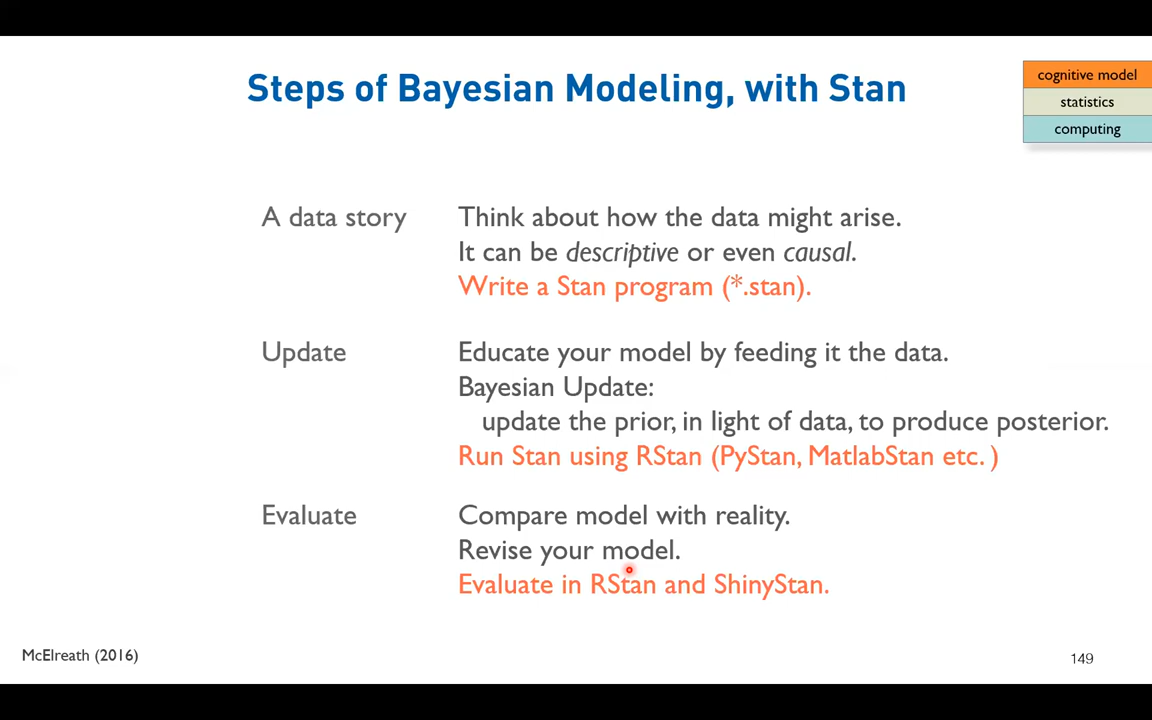 Steps of Bayesian Modeling, with Stan
cognitive model
statistics
computing
A data story
Think about how the data might arise.
It can be descriptive or even causal.
Write a Stan program (*.stan).
Update
Educate your model by feeding it the data.
Bayesian Update:
update the prior, in light of data, to produce posterior.
Run Stan using RStan (PyStan, MatlabStan etc. )
Evaluate
Compare model with reality.
Revise your model.
Evaluate in RStan and ShinyStan.
McElreath (2016)
149